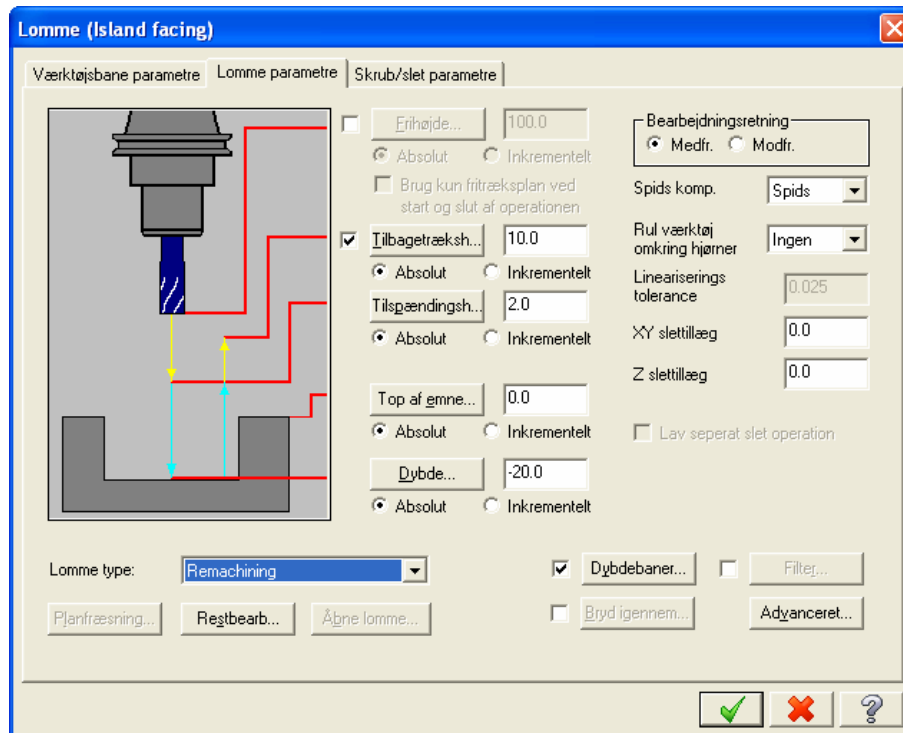 Lomme (Island facing)
Værktøjsbane parametre
Lomme parametre
Skrub/slet parametre
Frihøjde...
100.0
Absolut
Inkrementelt
Brug kun fritræksplan ved
start og slut af operationen
Tilbagetræksh...
10.0
Absolut
Inkrementelt
Tilspændingsh...
2.0
Absolut
Inkrementelt
Top af emne...
0.0
Absolut
Inkrementelt
Dybde...
-20.0
Absolut
Inkrementelt
Bearbejdningsretning
Medfr.
Modfr.
Spids komp.
Spids
Rul værktøj
omkring hjørner
Ingen
Lineariserings
tolerance
0.025
XY slettillæg
0.0
Z slettillæg
0.0
Lav seperat slet operation
Lomme type:
Remachining
Dybdebaner...
Filter...
Planfræsning...
Restbearb...
Åbne lomme...
Bryd igennem...
Advanceret...